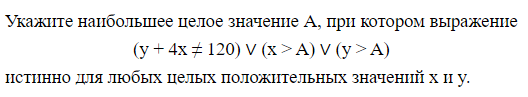 Укажите наибольшее целое значение А, при котором выражение
(y + 4x ≠ 120) ∨ (x > A) ∨ (y > A)
истинно для любых целых положительных значений x и y.